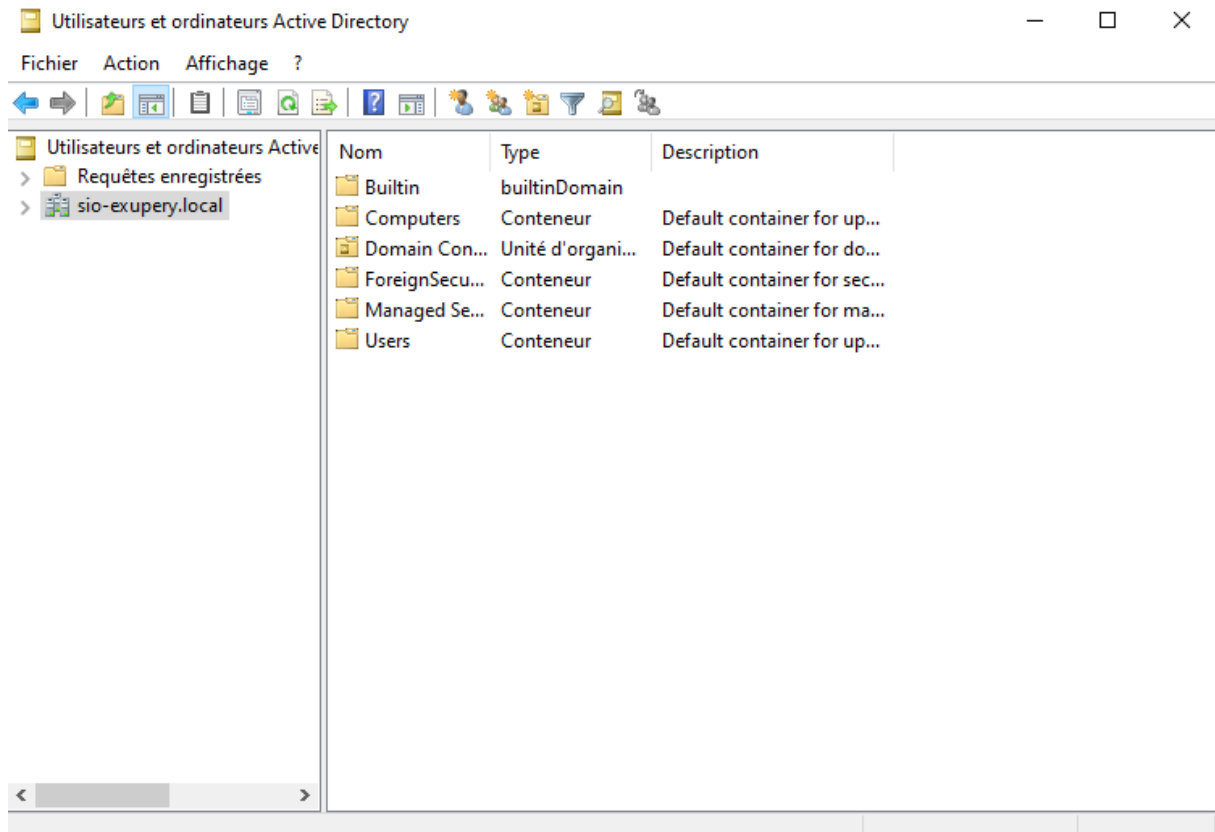 Utilisateurs et ordinateurs Active Directory
Fichier Action Affichage ?
Utilisateurs et ordinateurs Active
Requêtes enregistrées
sio-exupery.local
Nom Type Description
Builtin builtinDomain
Computers Conteneur Default container for up...
Domain Con... Unité d'organi... Default container for do...
ForeignSecu... Conteneur Default container for sec...
Managed Se... Conteneur Default container for ma...
Users Conteneur Default container for up...